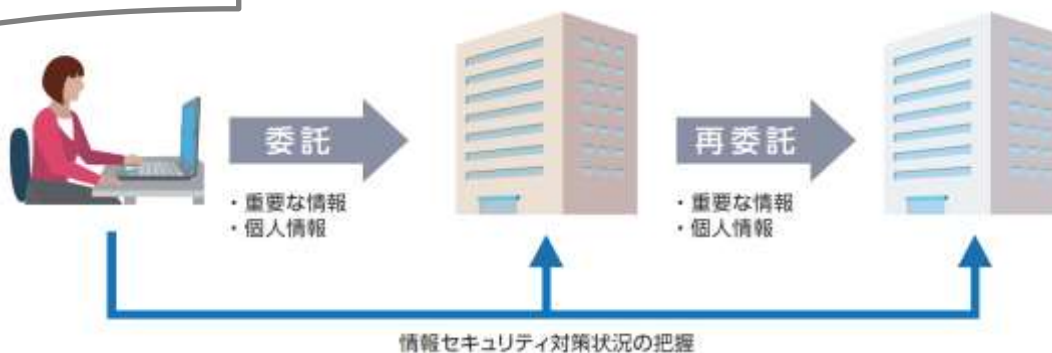 委託
再委託
・重要な情報
・個人情報
・重要な情報
・個人情報
情報セキュリティ対策状況の把握